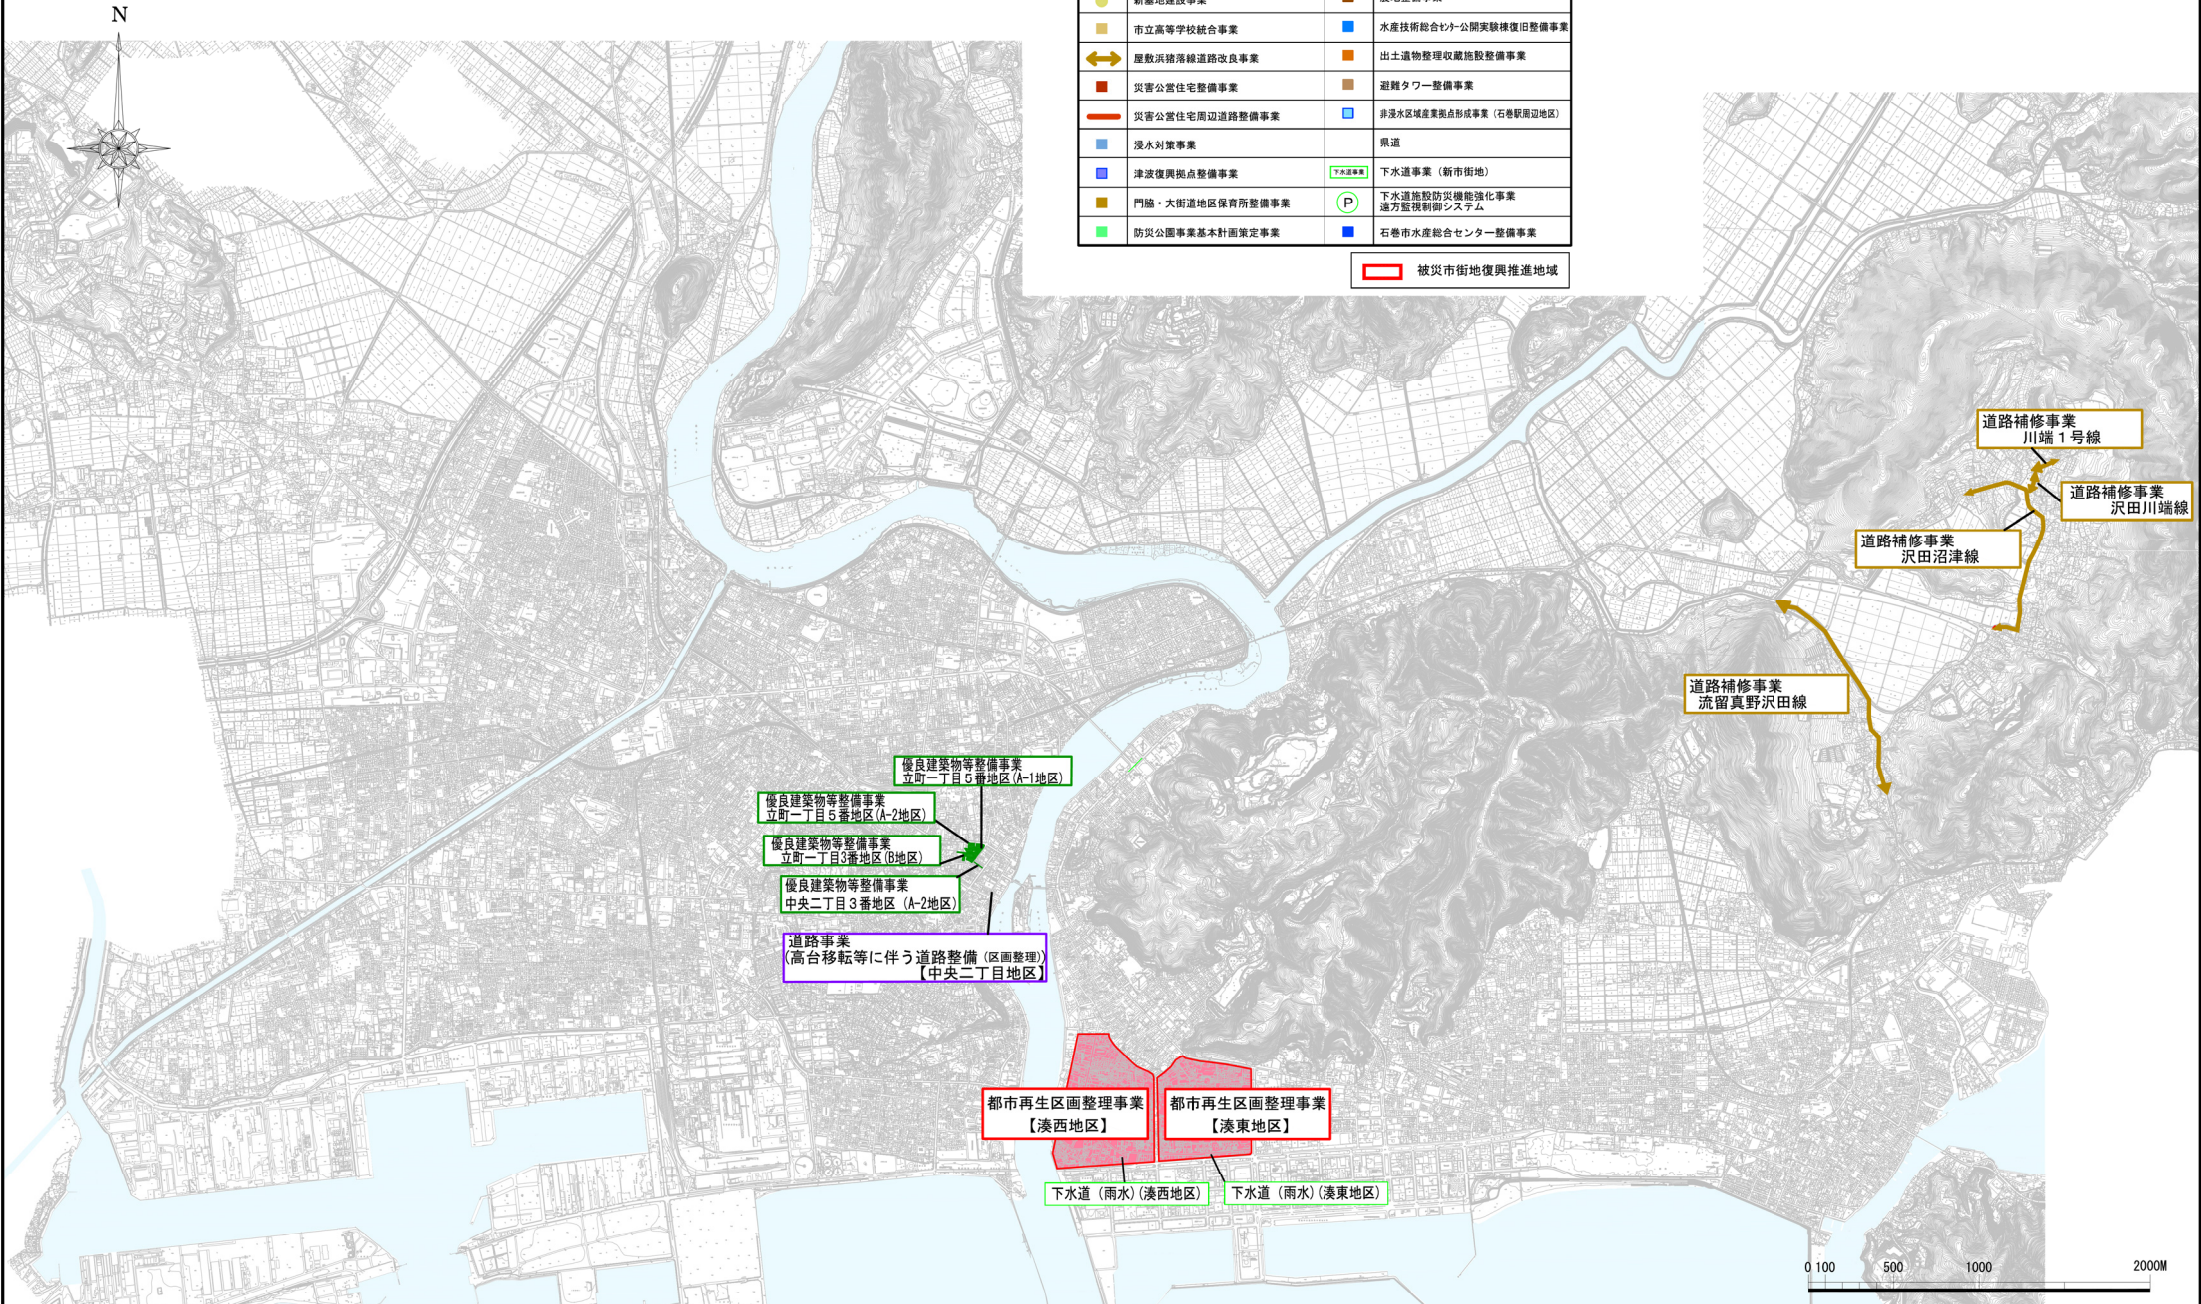 N
新墓地建設事業
市立高等学校統合事業
水産技術総合ｾﾝﾀｰ公開実験棟復旧整備事業
屋敷浜猪落線道路改良事業
出土遺物整理収蔵施設整備事業
災害公営住宅整備事業
避難タワー整備事業
災害公営住宅周辺道路整備事業
非浸水区域産業拠点形成事業（石巻駅周辺地区）
浸水対策事業
県道
津波復興拠点整備事業
下水道事業
下水道事業（新市街地）
門脇・大街道地区保育所整備事業
P
下水道施設防災機能強化事業
遠方監視制御システム
防災公園事業基本計画策定事業
石巻市水産総合センター整備事業
被災市街地復興推進地域
道路補修事業
川端１号線
道路補修事業
沢田川端線
道路補修事業
沢田沼津線
道路補修事業
流留真野沢田線
優良建築物等整備事業
立町一丁目５番地区(A-1地区)
優良建築物等整備事業
立町一丁目５番地区(A-2地区)
優良建築物等整備事業
立町一丁目3番地区(B地区)
優良建築物等整備事業
中央二丁目３番地区（A-2地区)
道路事業
(高台移転等に伴う道路整備（区画整理))
【中央二丁目地区】
都市再生区画整理事業
【湊西地区】
都市再生区画整理事業
【湊東地区】
下水道（雨水）(湊西地区）
下水道（雨水）(湊東地区）
0 100 500 1000 2000M